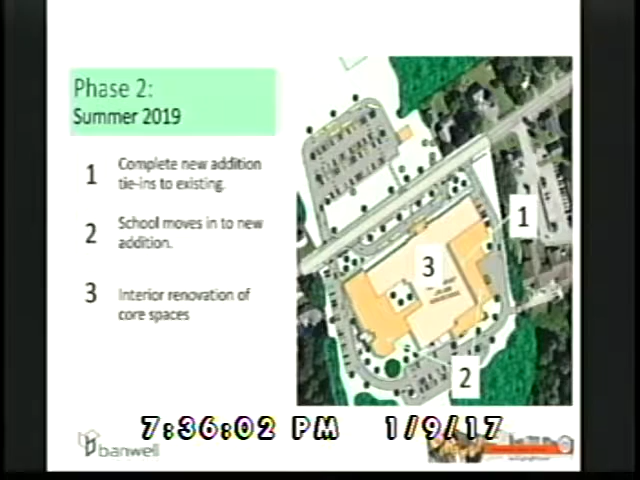 Phase 2:
Summer 2019
1 Complete new addition
tie-ins to existing.
2 School moves in to new
addition.
3 Interior renovation of
core spaces
1
3
2
7:36:02 PM 1/9/17
banwell